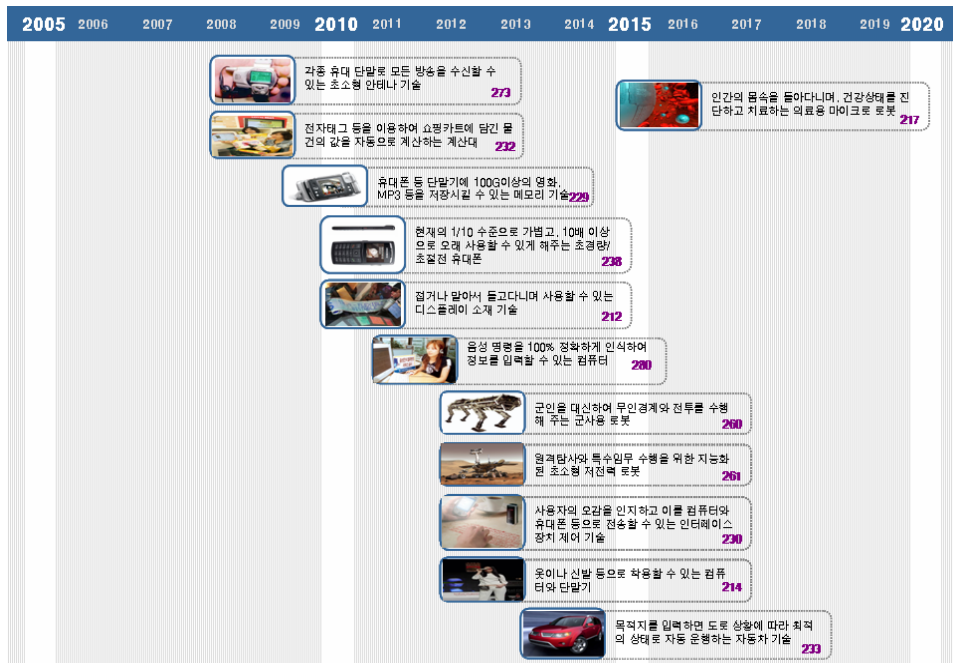 2005 2006 2007 2008 2009 2010 2011 2012 2013 2014 2015 2016 2017 2018 2019 2020
각종 휴대 단말로 모든 방송을 수신할 수
있는 초소형 안테나 기술
273
인간의 몸속을 돌아다니며, 건강상태를 진
단하고 치료하는 의료용 마이크로 로봇
217
전자태그 등을 이용하여 쇼핑카트에 담긴 물
건의 값을 자동으로 계산하는 계산대
232
휴대폰 등 단말기에 100G이상의 영화,
MP3 등을 저장시킬 수 있는 메모리 기술229
현재의 1/10 수준으로 가볍고, 10배 이상
으로 오래 사용할 수 있게 해주는 초경량/
초절전 휴대폰
238
접거나 말아서 들고다니며 사용할 수 있는
디스플레이 소재 기술
212
음성 명령을 100% 정확하게 인식하여
정보를 입력할 수 있는 컴퓨터
280
군인을 대신하여 무인경계와 전투를 수행
해 주는 군사용 로봇
260
원격탐사와 특수임무 수행을 위한 지능화
된 초소형 저전력 로봇
261
사용자의 오감을 인지하고 이를 컴퓨터와
휴대폰 등으로 전송할 수 있는 인터페이스
장치 제어 기술
230
옷이나 신발 등으로 착용할 수 있는 컴퓨
터와 단말기
214
목적지를 입력하면 도로 상황에 따라 최적
의 상태로 자동 운행하는 자동차 기술
233